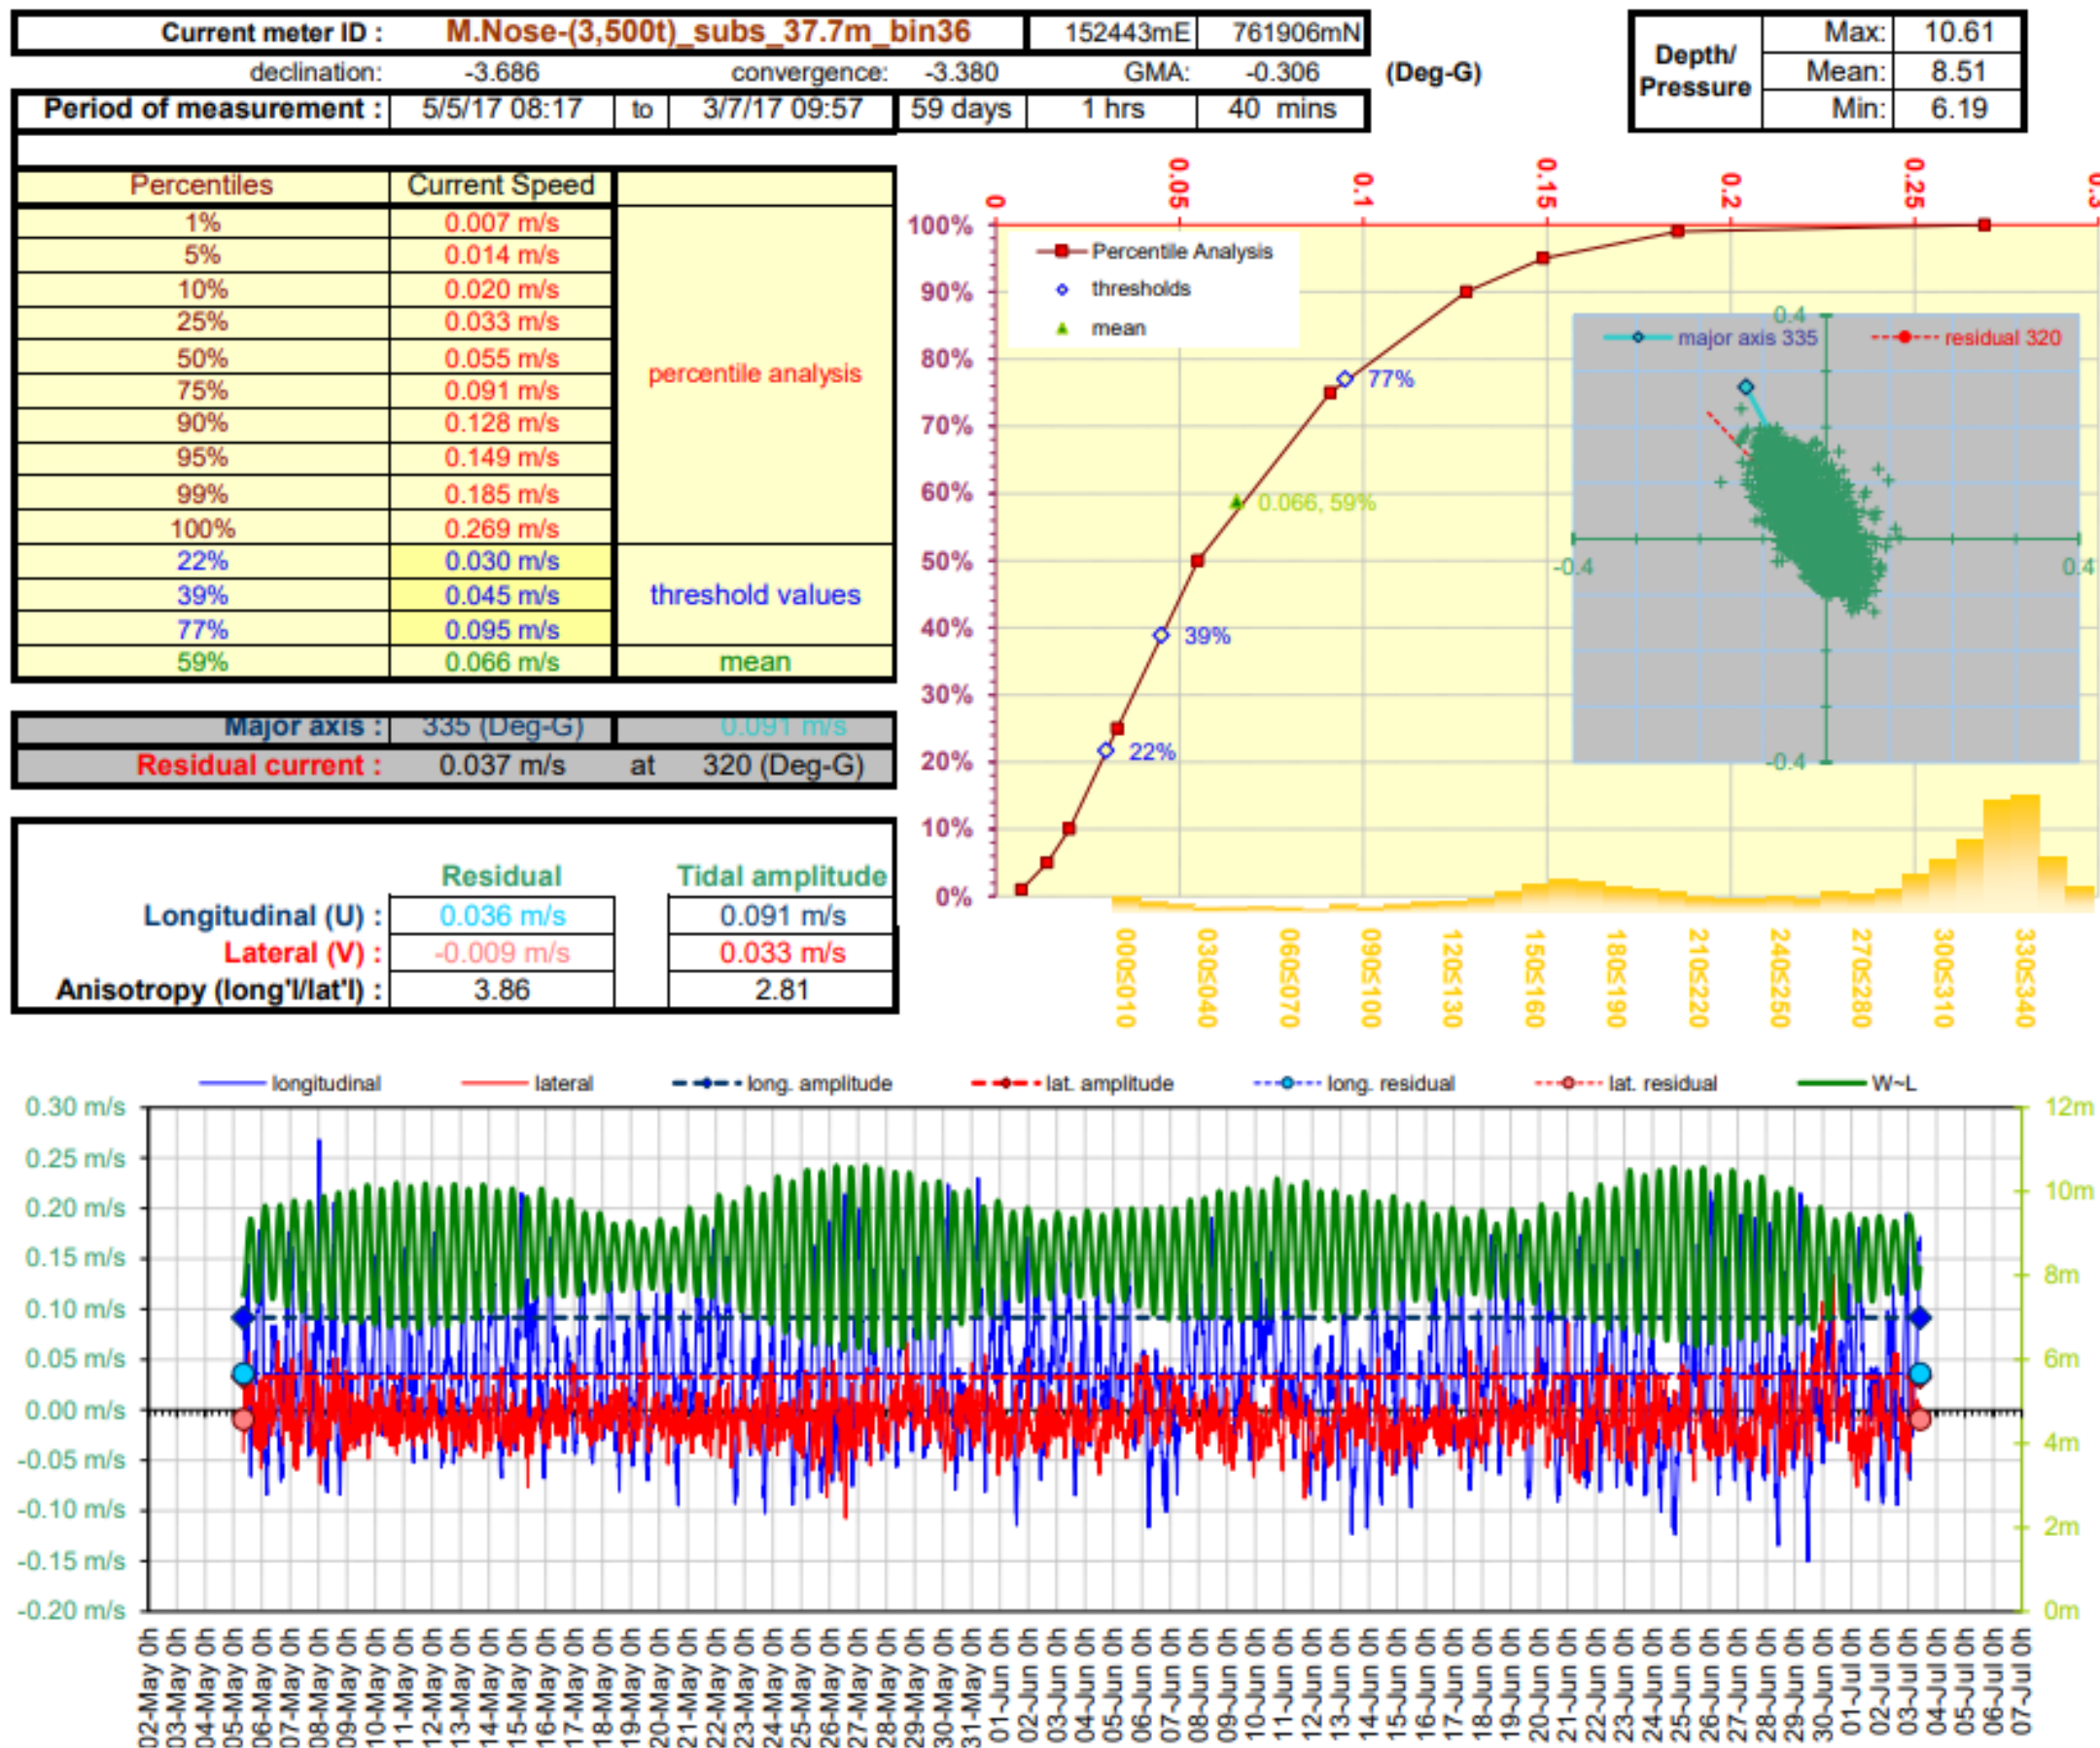 Current meter ID : M.Nose-(3,500t)_subs_37.7m_bin36 152443mE 761906mN
declination: -3.686 convergence: -3.380 GMA: -0.306 (Deg-G)
Period of measurement : 5/5/17 08:17 to 3/7/17 09:57 59 days 1 hrs 40 mins
Depth/ Pressure
Max: 10.61
Mean: 8.51
Min: 6.19
Percentiles Current Speed
1% 0.007 m/s
5% 0.014 m/s
10% 0.020 m/s
25% 0.033 m/s
50% 0.055 m/s
75% 0.091 m/s
90% 0.128 m/s
95% 0.149 m/s
99% 0.185 m/s
100% 0.269 m/s
percentile analysis
22% 0.030 m/s
39% 0.045 m/s
77% 0.095 m/s
threshold values
59% 0.066 m/s mean
Major axis : 335 (Deg-G) 0.091 m/s
Residual current : 0.037 m/s at 320 (Deg-G)
Residual Tidal amplitude
Longitudinal (U) : 0.036 m/s 0.091 m/s
Lateral (V) : -0.009 m/s 0.033 m/s
Anisotropy (long'l/lat'l) : 3.86 2.81
0 0.05 0.1 0.15 0.2 0.25 0.3
100%
90%
80%
70%
60%
50%
40%
30%
20%
10%
0%
Percentile Analysis
thresholds
mean
77%
0.066, 59%
39%
22%
0.4
major axis 335 residual 320
-0.4 0.4
-0.4
000≤010 030≤040 060≤070 090≤100 120≤130 150≤160 180≤190 210≤220 240≤250 270≤280 300≤310 330≤340
longitudinal lateral long. amplitude lat. amplitude long. residual lat. residual W~L
0.30 m/s
0.25 m/s
0.20 m/s
0.15 m/s
0.10 m/s
0.05 m/s
0.00 m/s
-0.05 m/s
-0.10 m/s
-0.15 m/s
-0.20 m/s
12m
10m
8m
6m
4m
2m
0m
02-May 0h
03-May 0h
04-May 0h
05-May 0h
06-May 0h
07-May 0h
08-May 0h
09-May 0h
10-May 0h
11-May 0h
12-May 0h
13-May 0h
14-May 0h
15-May 0h
16-May 0h
17-May 0h
18-May 0h
19-May 0h
20-May 0h
21-May 0h
22-May 0h
23-May 0h
24-May 0h
25-May 0h
26-May 0h
27-May 0h
28-May 0h
29-May 0h
30-May 0h
31-May 0h
01-Jun 0h
02-Jun 0h
03-Jun 0h
04-Jun 0h
05-Jun 0h
06-Jun 0h
07-Jun 0h
08-Jun 0h
09-Jun 0h
10-Jun 0h
11-Jun 0h
12-Jun 0h
13-Jun 0h
14-Jun 0h
15-Jun 0h
16-Jun 0h
17-Jun 0h
18-Jun 0h
19-Jun 0h
20-Jun 0h
21-Jun 0h
22-Jun 0h
23-Jun 0h
24-Jun 0h
25-Jun 0h
26-Jun 0h
27-Jun 0h
28-Jun 0h
29-Jun 0h
30-Jun 0h
01-Jul 0h
02-Jul 0h
03-Jul 0h
04-Jul 0h
05-Jul 0h
06-Jul 0h
07-Jul 0h